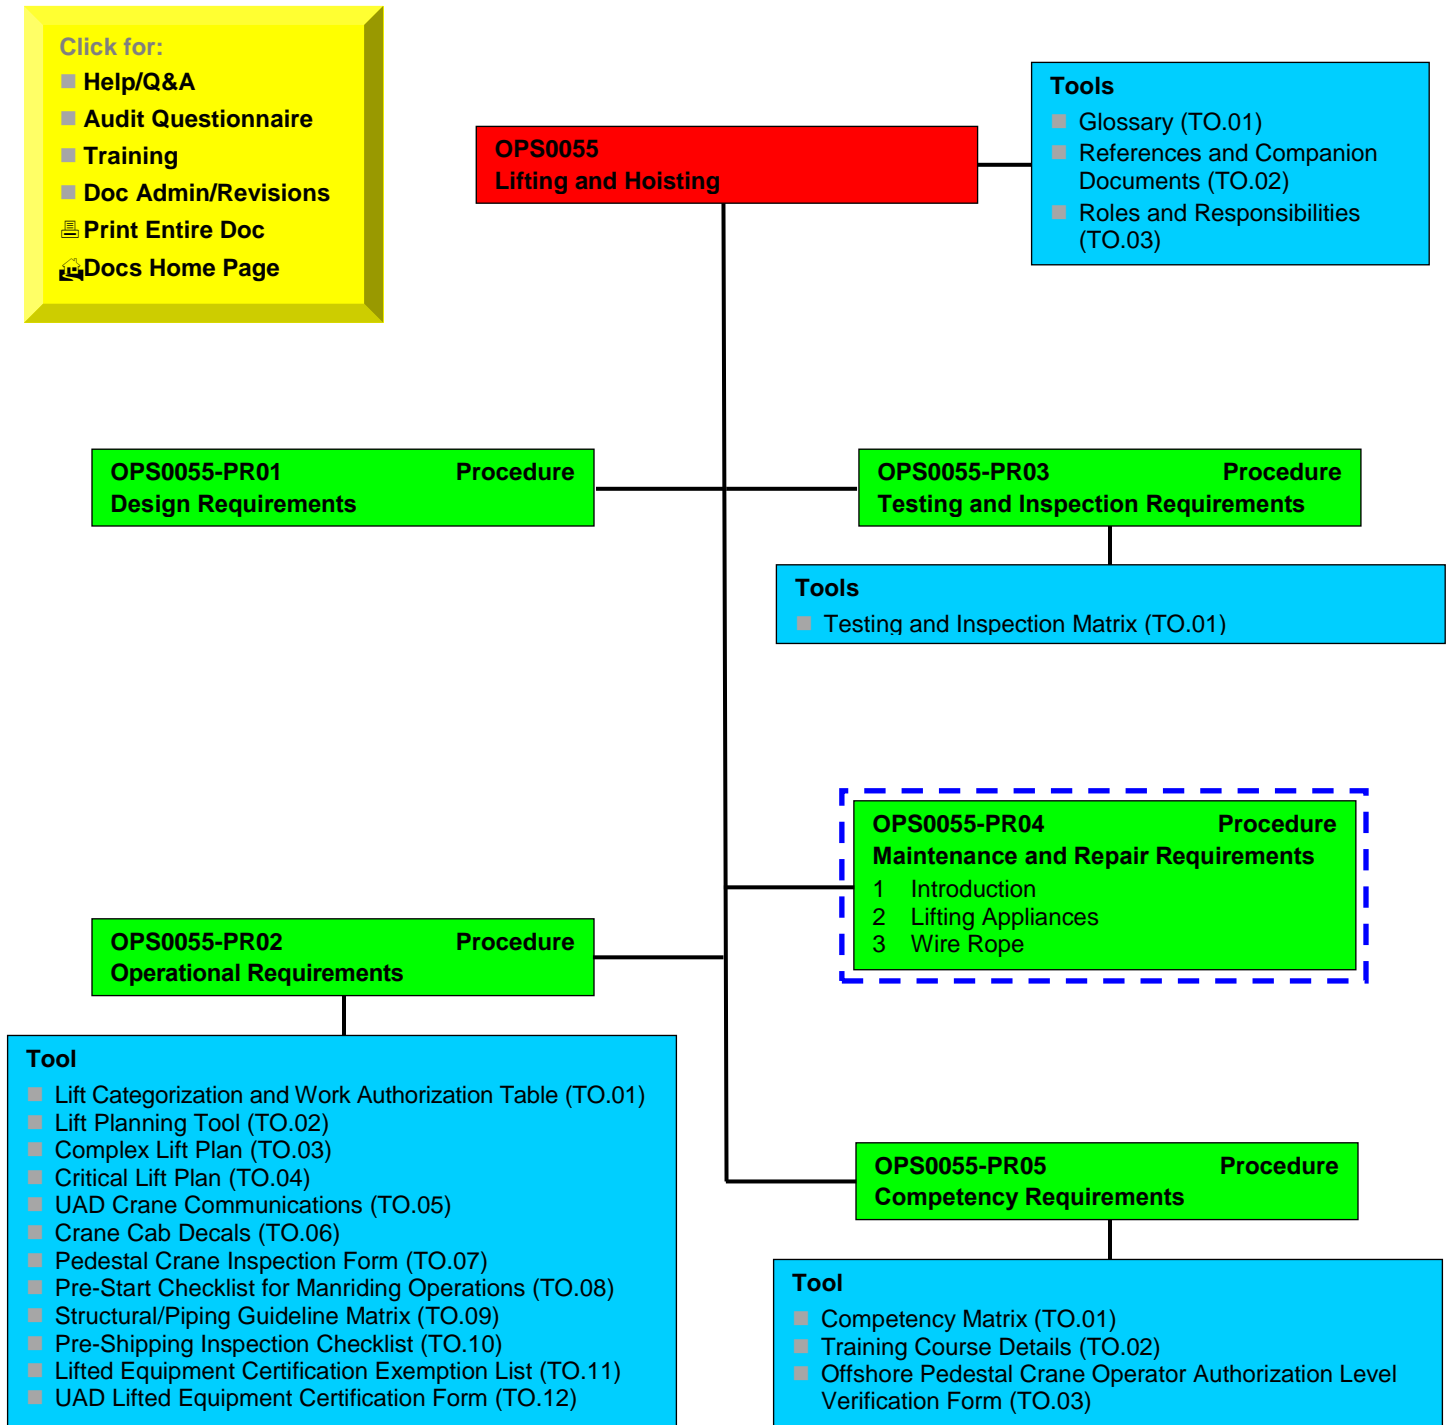 Click for:
Help/Q&A
Audit Questionnaire
Training
Doc Admin/Revisions
Print Entire Doc
Docs Home Page
OPS0055
Lifting and Hoisting
Tools
Glossary (TO.01)
References and Companion
Documents (TO.02)
Roles and Responsibilities
(TO.03)
OPS0055-PR01 Procedure
Design Requirements
OPS0055-PR03 Procedure
Testing and Inspection Requirements
Tools
Testing and Inspection Matrix (TO.01)
OPS0055-PR04 Procedure
Maintenance and Repair Requirements
1 Introduction
2 Lifting Appliances
3 Wire Rope
OPS0055-PR02 Procedure
Operational Requirements
Tool
Lift Categorization and Work Authorization Table (TO.01)
Lift Planning Tool (TO.02)
Complex Lift Plan (TO.03)
Critical Lift Plan (TO.04)
UAD Crane Communications (TO.05)
Crane Cab Decals (TO.06)
Pedestal Crane Inspection Form (TO.07)
Pre-Start Checklist for Manriding Operations (TO.08)
Structural/Piping Guideline Matrix (TO.09)
Pre-Shipping Inspection Checklist (TO.10)
Lifted Equipment Certification Exemption List (TO.11)
UAD Lifted Equipment Certification Form (TO.12)
OPS0055-PR05 Procedure
Competency Requirements
Tool
Competency Matrix (TO.01)
Training Course Details (TO.02)
Offshore Pedestal Crane Operator Authorization Level
Verification Form (TO.03)